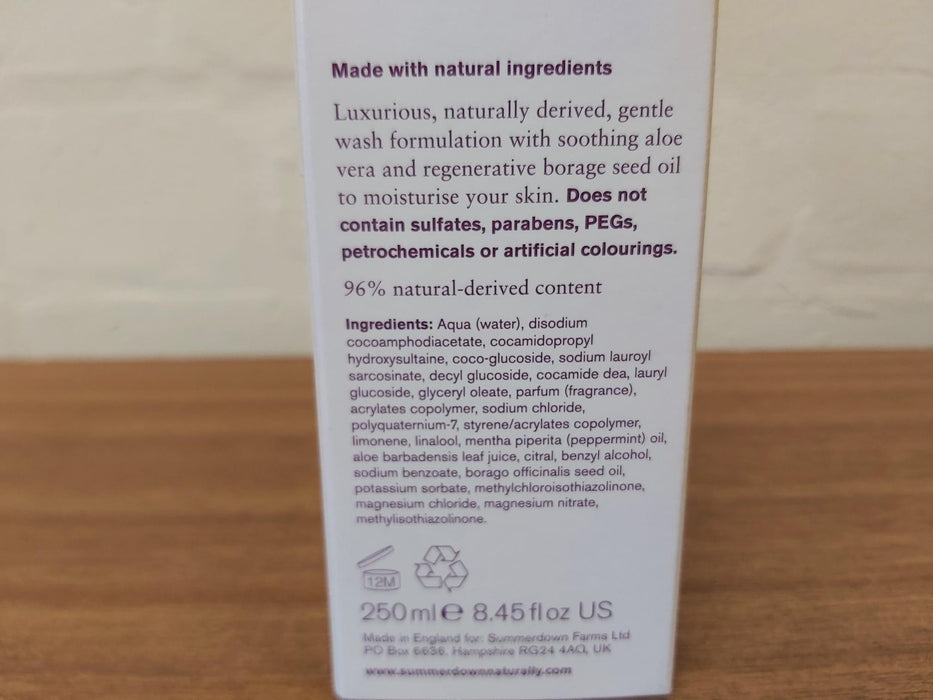 Made with natural ingredients
Luxurious, naturally derived, gentle
wash formulation with soothing aloe
vera and regenerative borage seed oil
to moisturise your skin. Does not
contain sulfates, parabens, PEGs,
petrochemicals or artificial colourings.
96% natural-derived content
Ingredients: Aqua (water), disodium
cocoamphodiacetate, cocamidopropyl
hydroxysultaine, coco-glucoside, sodium lauroyl
sarcosinate, decyl glucoside, cocamide dea, lauryl
glucoside, glyceryl oleate, parfum (fragrance),
acrylates copolymer, sodium chloride,
polyquaternium-7, styrene/acrylates copolymer,
limonene, linalool, mentha piperita (peppermint) oil,
aloe barbadensis leaf juice, citral, benzyl alcohol,
sodium benzoate, borago officinalis seed oil,
potassium sorbate, methylchloroisothiazolinone,
magnesium chloride, magnesium nitrate,
methylisothiazolinone.
12M
250ml℮ 8.45fl oz US
Made in England for: Summerdown Farms Ltd
PO Box 6636, Hampshire RG24 4AQ, UK
www.summerdownnaturally.com